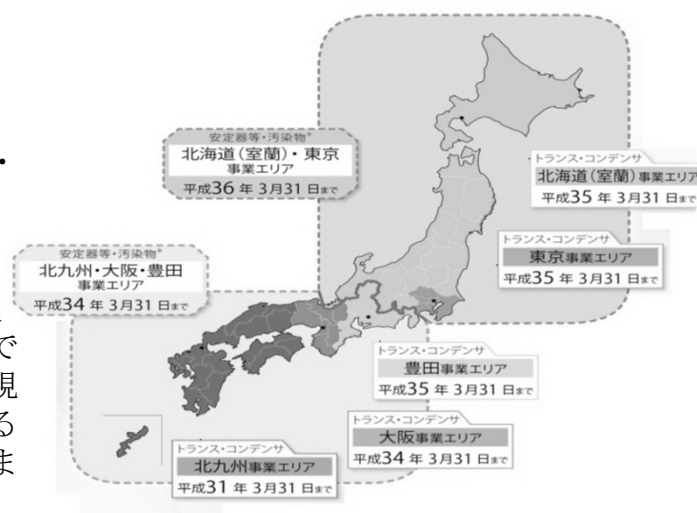 安定器等・汚染物*
北海道(室蘭)・東京
事業エリア
平成36年3月31日まで
トランス・コンデンサ
北海道(室蘭)事業エリア
平成35年3月31日まで
トランス・コンデンサ
東京事業エリア
平成35年3月31日まで
安定器等・汚染物*
北九州・大阪・豊田
事業エリア
平成34年3月31日まで
で
現
る
ま
トランス・コンデンサ
豊田事業エリア
平成35年3月31日まで
トランス・コンデンサ
大阪事業エリア
平成34年3月31日まで
トランス・コンデンサ
北九州事業エリア
平成31年3月31日まで